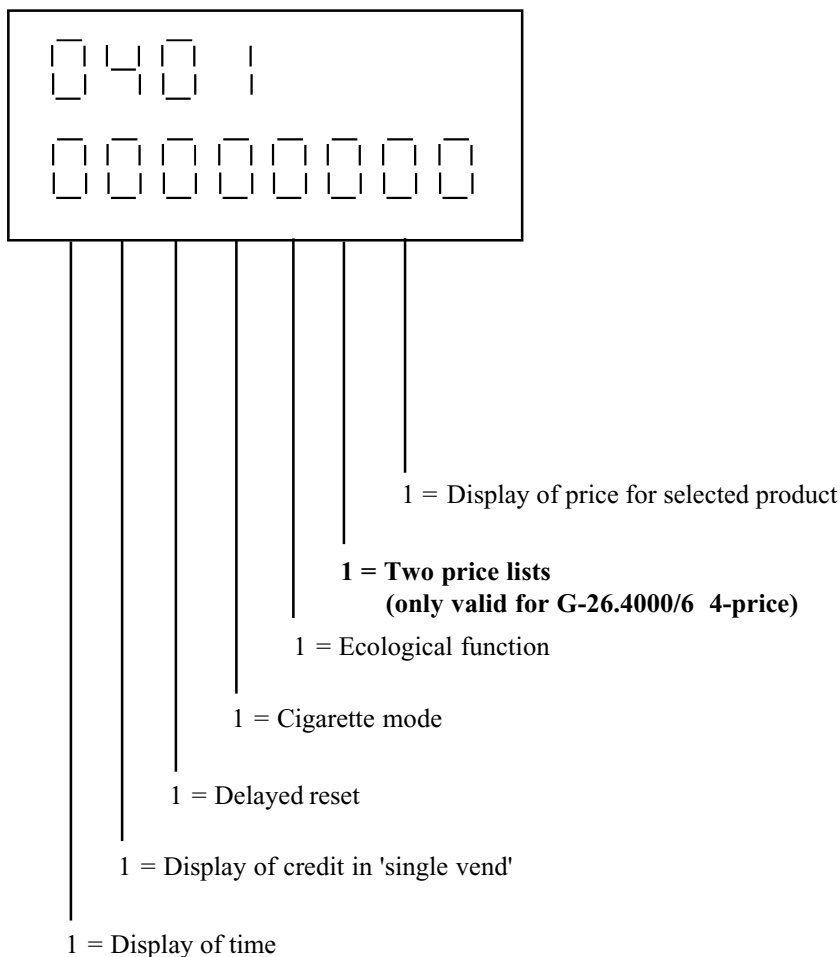 0401
00000000
1 = Display of price for selected product
1 = Two price lists
(only valid for G-26.4000/6 4-price)
1 = Ecological function
1 = Cigarette mode
1 = Delayed reset
1 = Display of credit in 'single vend'
1 = Display of time